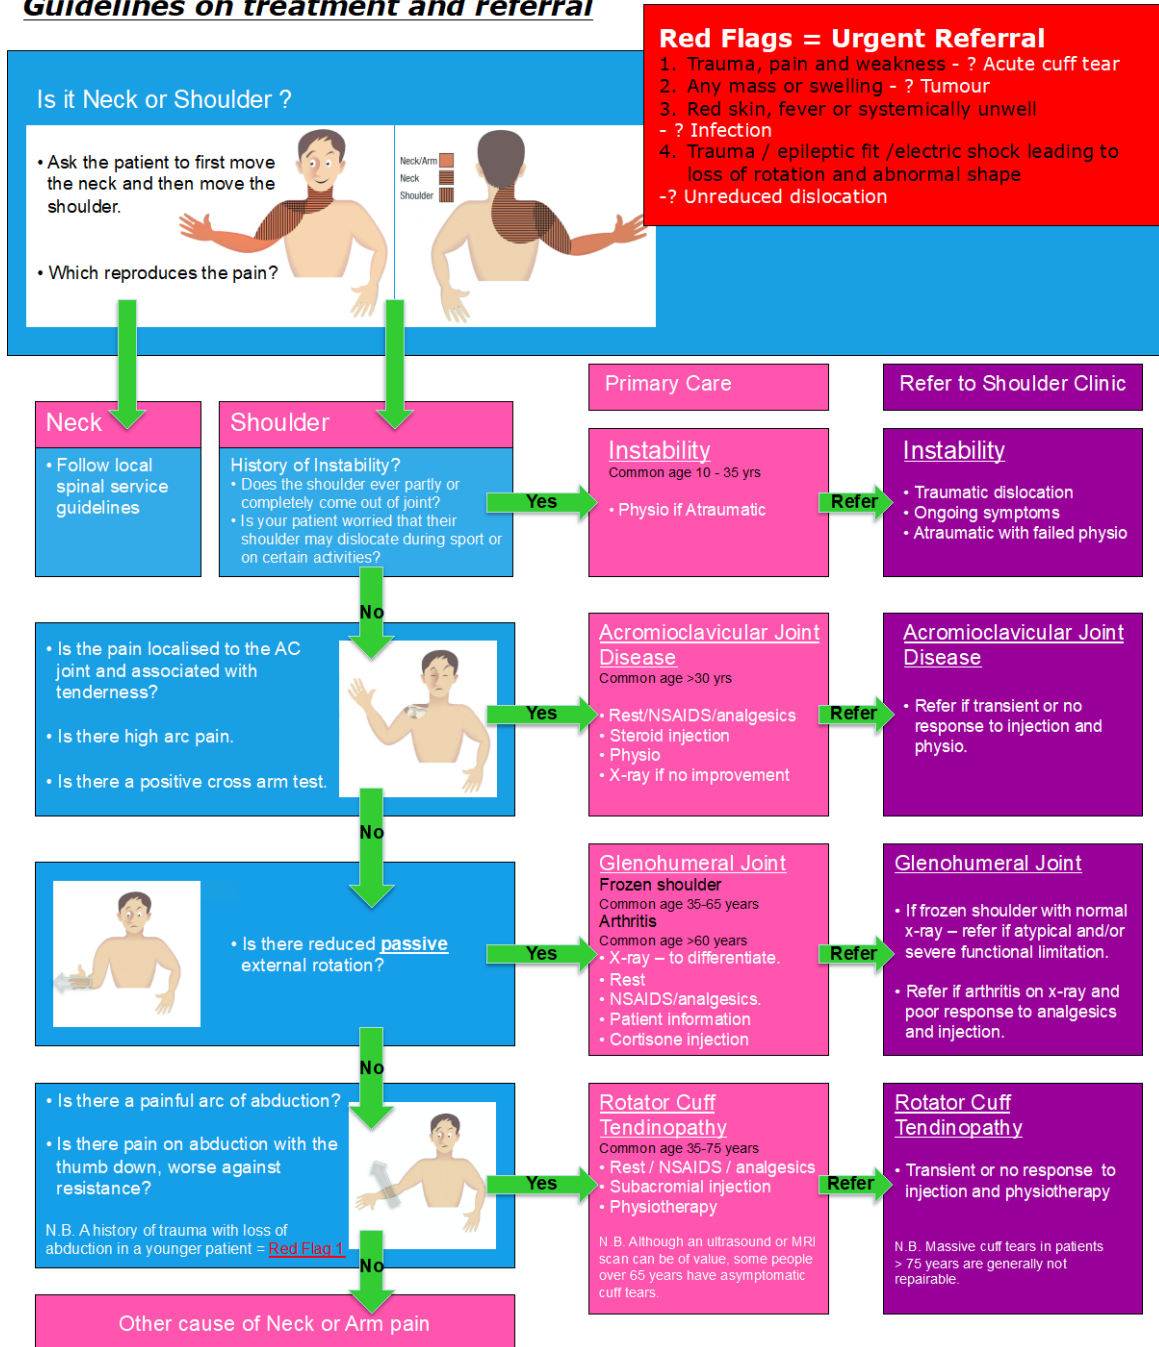 Guidelines on treatment and referral
Red Flags = Urgent Referral
1. Trauma, pain and weakness - ? Acute cuff tear
2. Any mass or swelling - ? Tumour
3. Red skin, fever or systemically unwell
- ? Infection
4. Trauma / epileptic fit /electric shock leading to
loss of rotation and abnormal shape
-? Unreduced dislocation
Is it Neck or Shoulder ?
• Ask the patient to first move
the neck and then move the
shoulder.
• Which reproduces the pain?
Neck/Arm
Neck
Shoulder
Primary Care
Refer to Shoulder Clinic
Neck
• Follow local
spinal service
guidelines
Shoulder
History of Instability?
• Does the shoulder ever partly or
completely come out of joint?
• Is your patient worried that their
shoulder may dislocate during sport or
on certain activities?
Yes
Instability
Common age 10 - 35 yrs
• Physio if Atraumatic
Refer
Instability
• Traumatic dislocation
• Ongoing symptoms
• Atraumatic with failed physio
No
• Is the pain localised to the AC
joint and associated with
tenderness?
• Is there high arc pain.
• Is there a positive cross arm test.
Yes
Acromioclavicular Joint
Disease
Common age >30 yrs
• Rest/NSAIDS/analgesics
• Steroid injection
• Physio
• X-ray if no improvement
Refer
Acromioclavicular Joint
Disease
• Refer if transient or no
response to injection and
physio.
No
• Is there reduced passive
external rotation?
Yes
Glenohumeral Joint
Frozen shoulder
Common age 35-65 years
Arthritis
Common age >60 years
• X-ray – to differentiate.
• Rest
• NSAIDS/analgesics.
• Patient information
• Cortisone injection
Refer
Glenohumeral Joint
• If frozen shoulder with normal
x-ray – refer if atypical and/or
severe functional limitation.
• Refer if arthritis on x-ray and
poor response to analgesics
and injection.
No
• Is there a painful arc of abduction?
• Is there pain on abduction with the
thumb down, worse against
resistance?
N.B. A history of trauma with loss of
abduction in a younger patient = Red Flag 1
Yes
Rotator Cuff
Tendinopathy
Common age 35-75 years
• Rest / NSAIDS / analgesics
• Subacromial injection
• Physiotherapy
N.B. Although an ultrasound or MRI
scan can be of value, some people
over 65 years have asymptomatic
cuff tears.
Refer
Rotator Cuff
Tendinopathy
• Transient or no response to
injection and physiotherapy
N.B. Massive cuff tears in patients
> 75 years are generally not
repairable.
No
Other cause of Neck or Arm pain